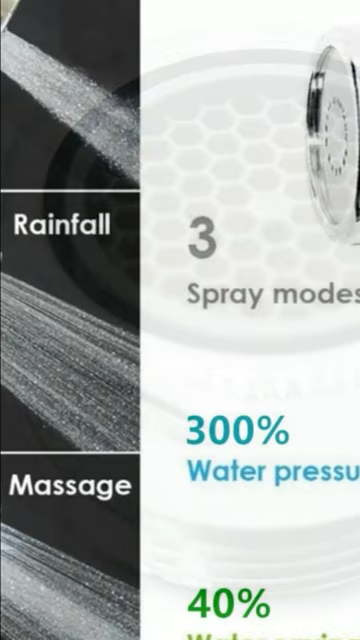 Rainfall
3
Spray modes
300%
Water pressu
Massage
40%